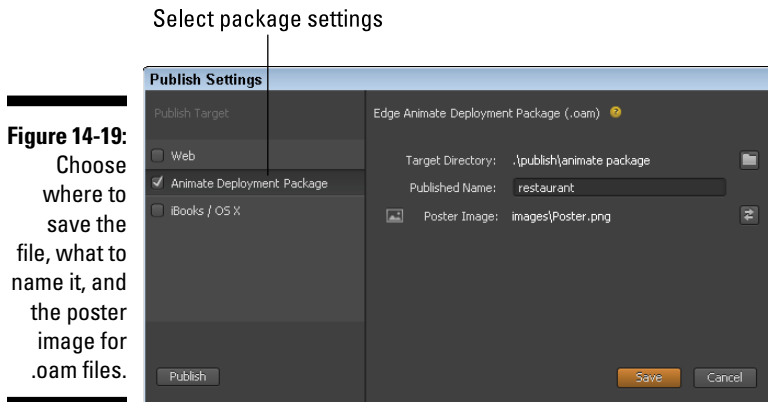 Select package settings
Figure 14-19:
Choose
where to
save the
file, what to
name it, and
the poster
image for
.oam files.
Publish Settings
Publish Target
Web
Animate Deployment Package
iBooks / OS X
Publish
Edge Animate Deployment Package (.oam) ?
Target Directory: .\publish\animate package
Published Name: restaurant
Poster Image: images\Poster.png
Save Cancel